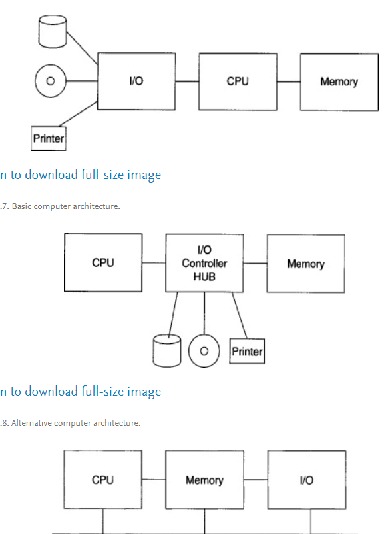 I/O
CPU
Memory
Printer
n to download full-size image
.7. Basic computer architecture.
CPU
I/O
Controller
HUB
Memory
Printer
n to download full-size image
.8. Alternative computer architecture.
CPU
Memory
I/O